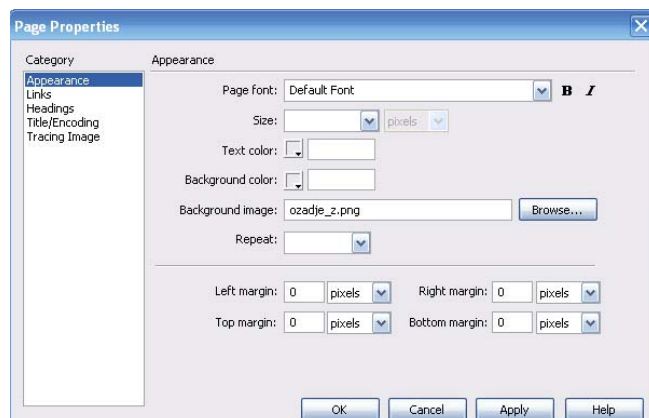 Page Properties
Category
Appearance
Links
Headings
Title/Encoding
Tracing Image
Appearance
Page font: Default Font B I
Size: pixels
Text color:
Background color:
Background image: ozadje_z.png Browse...
Repeat:
Left margin: 0 pixels Right margin: 0 pixels
Top margin: 0 pixels Bottom margin: 0 pixels
OK Cancel Apply Help